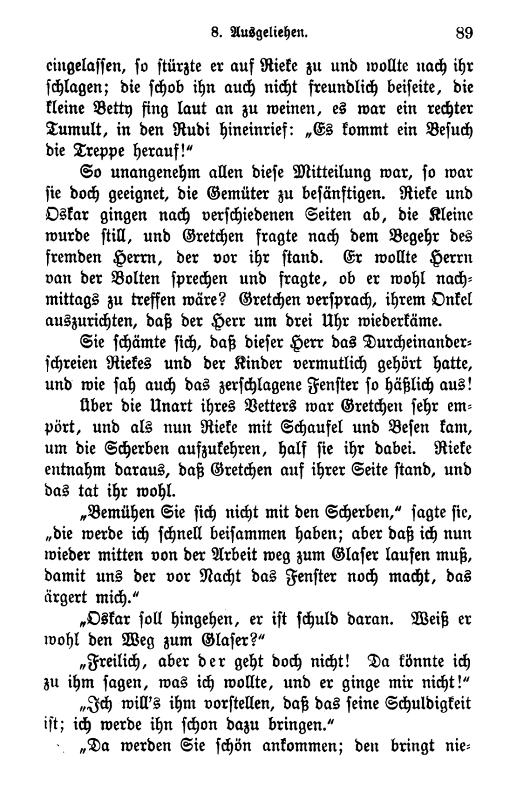 8. Ausgeliehen. 89
eingelassen, so stürzte er auf Rieke zu und wollte nach ihr
schlagen; die schob ihn auch nicht freundlich beiseite, die
kleine Betty fing laut an zu weinen, es war ein rechter
Tumult, in den Rudi hineinrief: „Es kommt ein Besuch
die Treppe herauf!“
So unangenehm allen diese Mitteilung war, so war
sie doch geeignet, die Gemüter zu besänftigen. Rieke und
Oskar gingen nach verschiedenen Seiten ab, die Kleine
wurde still, und Gretchen fragte nach dem Begehr des
fremden Herrn, der vor ihr stand. Er wollte Herrn
van der Bolten sprechen und fragte, ob er wohl nach-
mittags zu treffen wäre? Gretchen versprach, ihrem Onkel
auszurichten, daß der Herr um drei Uhr wiederkäme.
Sie schämte sich, daß dieser Herr das Durcheinander-
schreien Riekes und der Kinder vermutlich gehört hatte,
und wie sah auch das zerschlagene Fenster so häßlich aus!
Über die Unart ihres Vetters war Gretchen sehr em-
pört, und als nun Rieke mit Schaufel und Besen kam,
um die Scherben aufzukehren, half sie ihr dabei. Rieke
entnahm daraus, daß Gretchen auf ihrer Seite stand, und
das tat ihr wohl.
„Bemühen Sie sich nicht mit den Scherben,“ sagte sie,
„die werde ich schnell beisammen haben; aber daß ich nun
wieder mitten von der Arbeit weg zum Glaser laufen muß,
damit uns der vor Nacht das Fenster noch macht, das
ärgert mich.“
„Oskar soll hingehen, er ist schuld daran. Weiß er
wohl den Weg zum Glaser?“
„Freilich, aber der geht doch nicht! Da könnte ich
zu ihm sagen, was ich wollte, und er ginge mir nicht!“
„Ich will's ihm vorstellen, daß das seine Schuldigkeit
ist; ich werde ihn schon dazu bringen.“
„Da werden Sie schön ankommen; den bringt nie-